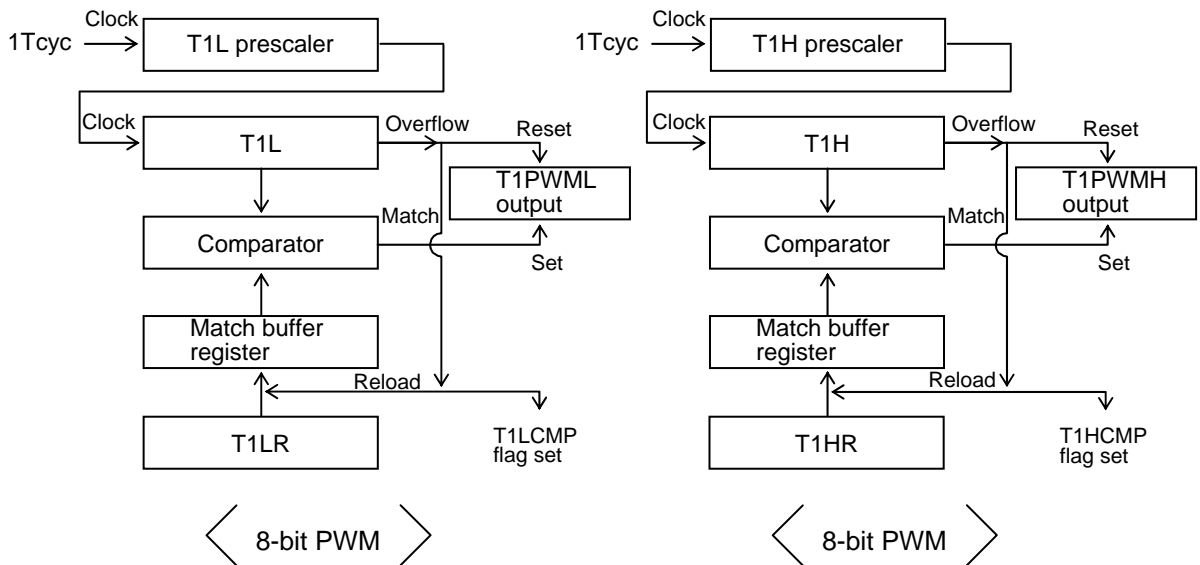 Clock
1Tcyc
T1L prescaler
Clock
T1L
Overflow
Reset
T1PWML
output
Match
Comparator
Set
Match buffer
register
Reload
T1LR
T1LCMP
flag set
8-bit PWM
Clock
1Tcyc
T1H prescaler
Clock
T1H
Overflow
Reset
T1PWMH
output
Match
Comparator
Set
Match buffer
register
Reload
T1HR
T1HCMP
flag set
8-bit PWM